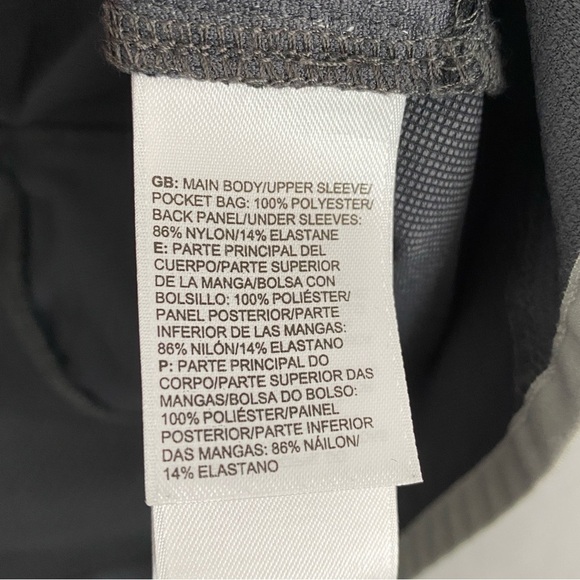 GB: MAIN BODY/UPPER SLEEVE/
POCKET BAG: 100% POLYESTER/
BACK PANEL/UNDER SLEEVES:
86% NYLON/14% ELASTANE
E: PARTE PRINCIPAL DEL
CUERPO/PARTE SUPERIOR
DE LA MANGA/BOLSA CON
BOLSILLO: 100% POLIÉSTER/
PANEL POSTERIOR/PARTE
INFERIOR DE LAS MANGAS:
86% NILÓN/14% ELASTANE
P: PARTE PRINCIPAL DO
CORPO/PARTE SUPERIOR DAS
MANGAS/BOLSA DO BOLSO:
100% POLIÉSTER/PAINEL
POSTERIOR/PARTE INFERIOR
DAS MANGAS: 86% NÁILON/
14% ELASTANO